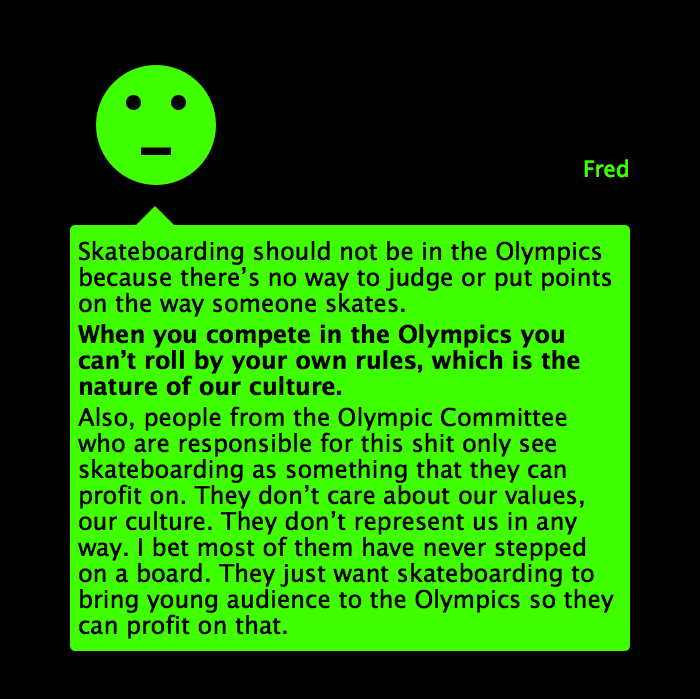 Fred
Skateboarding should not be in the Olympics
because there’s no way to judge or put points
on the way someone skates.
When you compete in the Olympics you
can’t roll by your own rules, which is the
nature of our culture.
Also, people from the Olympic Committee
who are responsible for this shit only see
skateboarding as something that they can
profit on. They don’t care about our values,
our culture. They don’t represent us in any
way. I bet most of them have never stepped
on a board. They just want skateboarding to
bring young audience to the Olympics so they
can profit on that.